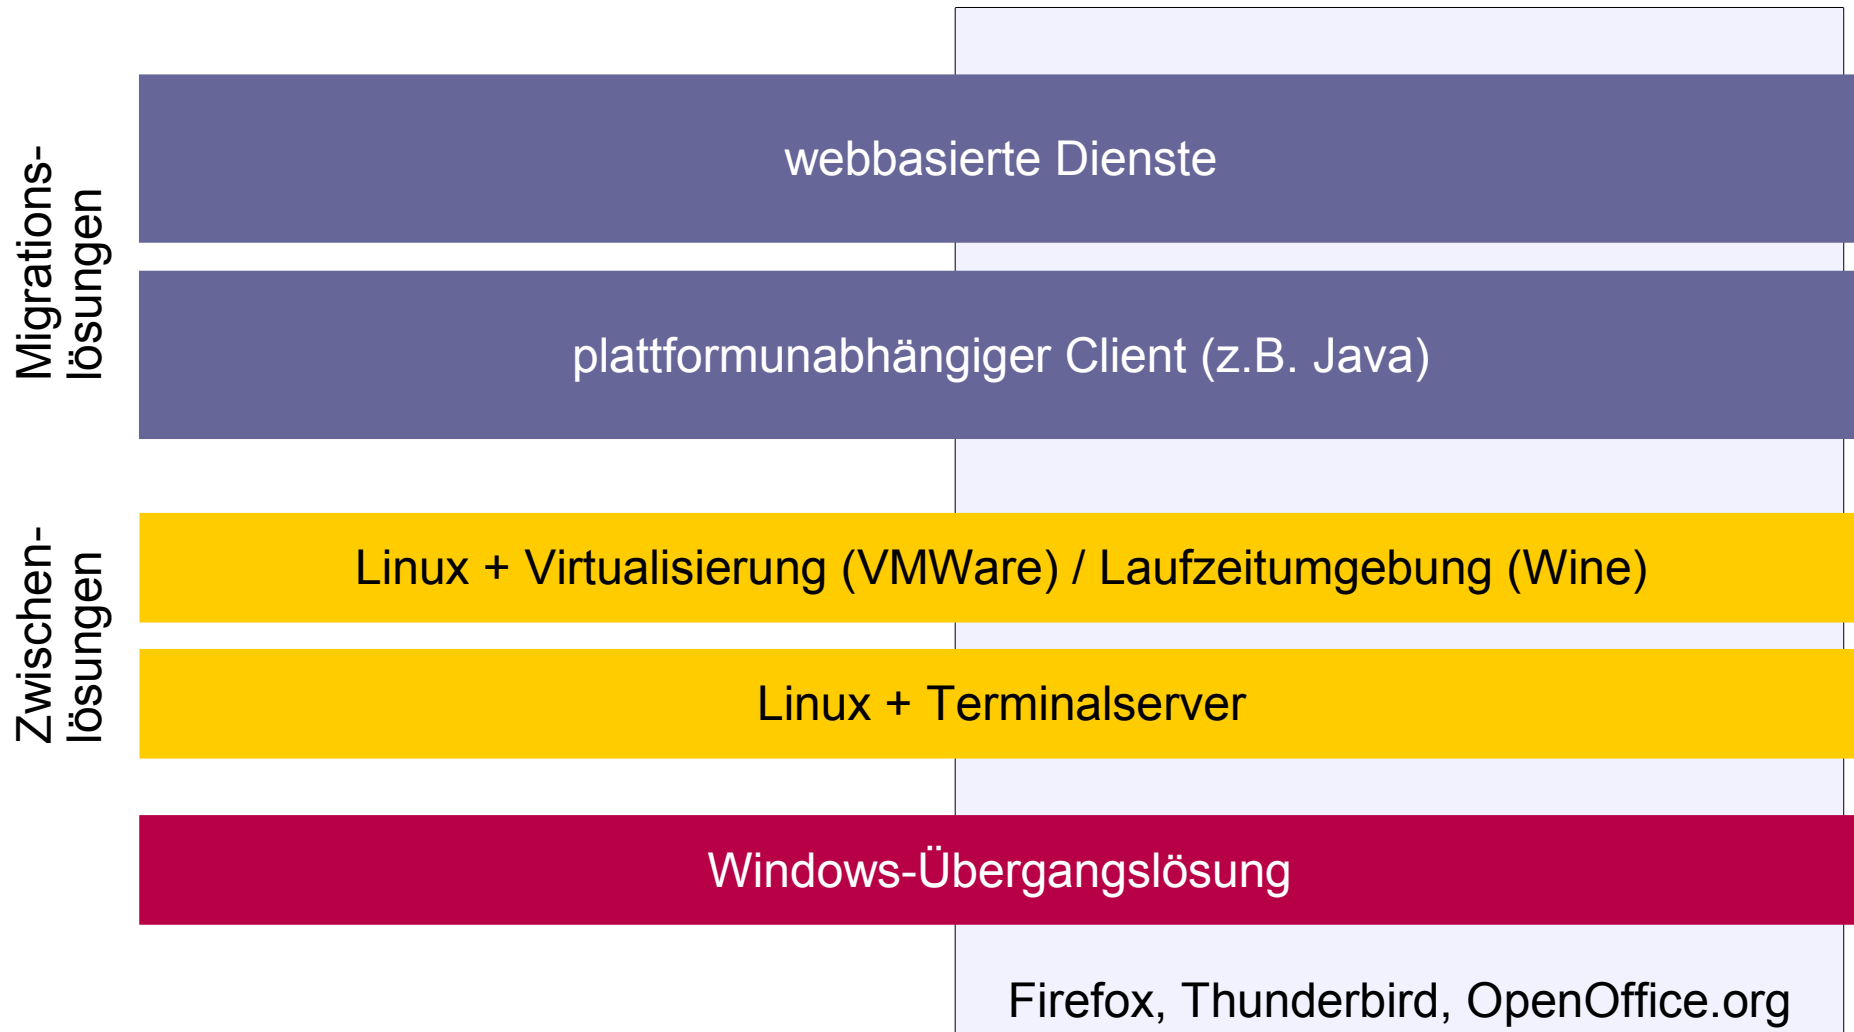 Migrations-
lösungen
webbasierte Dienste
plattformunabhängiger Client (z.B. Java)
Zwischen-
lösungen
Linux + Virtualisierung (VMWare) / Laufzeitumgebung (Wine)
Linux + Terminalserver
Windows-Übergangslösung
Firefox, Thunderbird, OpenOffice.org